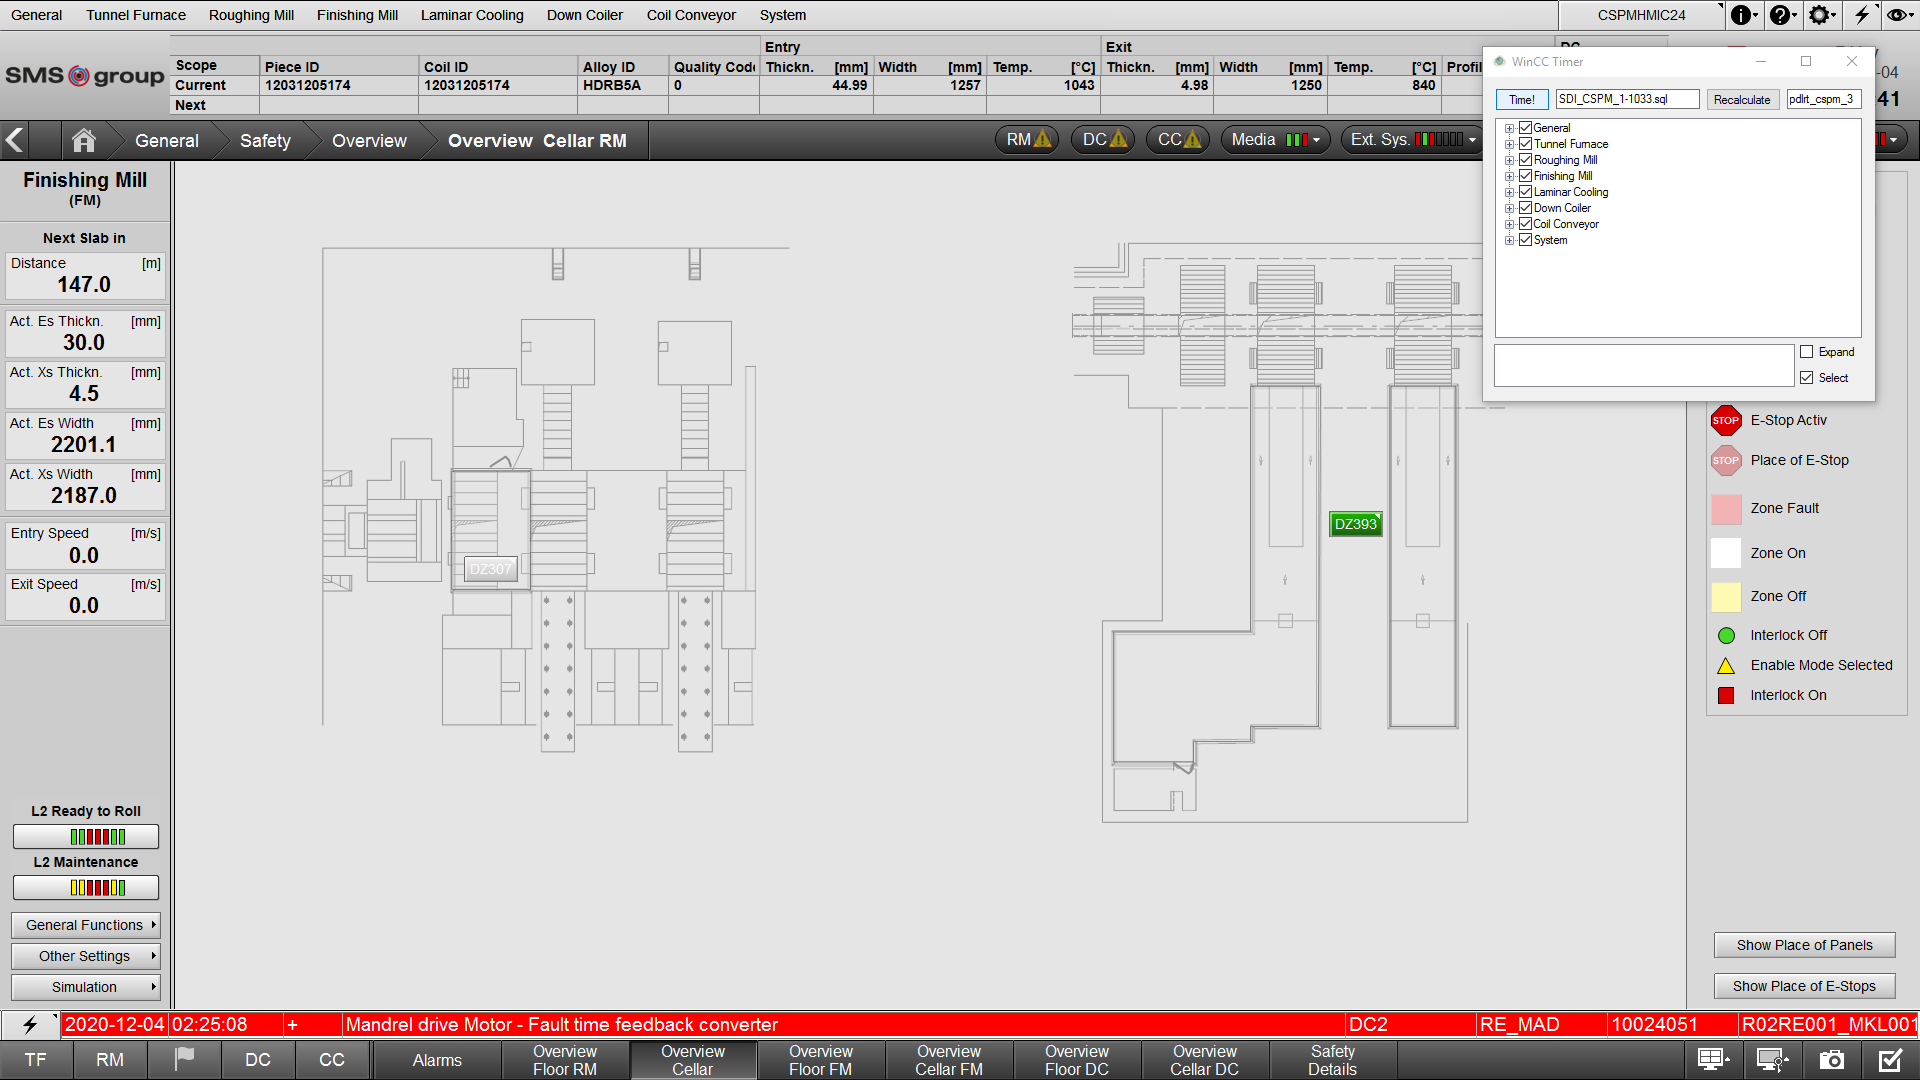 General Tunnel Furnace Roughing Mill Finishing Mill Laminar Cooling Down Coiler Coil Conveyor System CSPMHMIC24
SMS group
Entry Exit
Scope Piece ID Coil ID Alloy ID Quality Code Thickn. [mm] Width [mm] Temp. [°C] Thickn. [mm] Width [mm] Temp. [°C] Profil
Current 12031205174 12031205174 HDRB5A 0 44.99 1257 1043 4.98 1250 840
Next
-04
41
General Safety Overview Overview Cellar RM RM DC CC Media Ext. Sys.
WinCC Timer
Time! SDI_CSPM_1-1033.sql Recalculate pdlrt_cspm_3
General
Tunnel Furnace
Roughing Mill
Finishing Mill
Laminar Cooling
Down Coiler
Coil Conveyor
System
Expand
Select
Finishing Mill
(FM)
Next Slab in
Distance [m]
147.0
Act. Es Thickn. [mm]
30.0
Act. Xs Thickn. [mm]
4.5
Act. Es Width [mm]
2201.1
Act. Xs Width [mm]
2187.0
Entry Speed [m/s]
0.0
Exit Speed [m/s]
0.0
L2 Ready to Roll
L2 Maintenance
General Functions
Other Settings
Simulation
DZ307
DZ393
STOP E-Stop Activ
STOP Place of E-Stop
Zone Fault
Zone On
Zone Off
Interlock Off
Enable Mode Selected
Interlock On
Show Place of Panels
Show Place of E-Stops
2020-12-04 02:25:08 + Mandrel drive Motor - Fault time feedback converter DC2 RE_MAD 10024051 R02RE001_MKL001
TF RM DC CC Alarms
Overview Floor RM
Overview Cellar
Overview Floor FM
Overview Cellar FM
Overview Floor DC
Overview Cellar DC
Safety Details